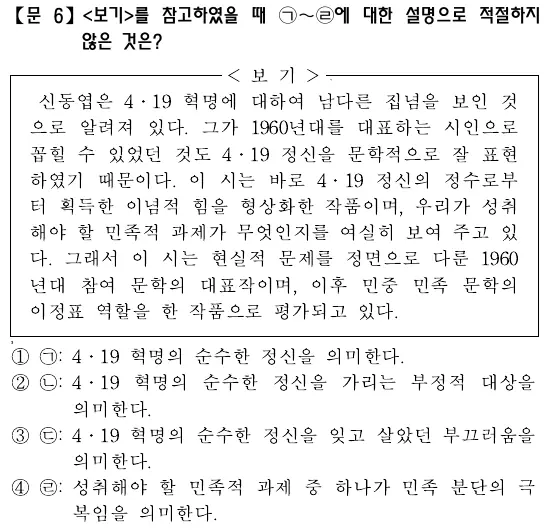 【문 6】<보기>를 참고하였을 때 ㉠～㉣에 대한 설명으로 적절하지
않은 것은?
< 보 기 >
신동엽은 4·19 혁명에 대하여 남다른 집념을 보인 것
으로 알려져 있다. 그가 1960년대를 대표하는 시인으로
꼽힐 수 있었던 것도 4·19 정신을 문학적으로 잘 표현
하였기 때문이다. 이 시는 바로 4·19 정신의 정수로부
터 획득한 이념적 힘을 형상화한 작품이며, 우리가 성취
해야 할 민족적 과제가 무엇인지를 여실히 보여 주고 있
다. 그래서 이 시는 현실적 문제를 정면으로 다룬 1960
년대 참여 문학의 대표작이며, 이후 민중 민족 문학의
이정표 역할을 한 작품으로 평가되고 있다.
① ㉠: 4·19 혁명의 순수한 정신을 의미한다.
② ㉡: 4·19 혁명의 순수한 정신을 가리는 부정적 대상을
의미한다.
③ ㉢: 4·19 혁명의 순수한 정신을 잊고 살았던 부끄러움을
의미한다.
④ ㉣: 성취해야 할 민족적 과제 중 하나가 민족 분단의 극
복임을 의미한다.